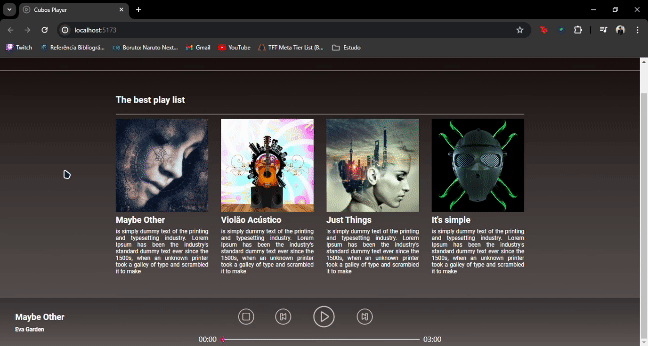 Cubos Player
localhost:5173
Twitch
Referência Bibliográ...
Boruto: Naruto Next...
Gmail
YouTube
TFT Meta Tier List (B...
Estudo
The best play list
Maybe Other
is simply dummy text of the printing
and typesetting industry. Lorem
Ipsum has been the industry's
standard dummy text ever since the
1500s, when an unknown printer
took a galley of type and scrambled
it to make
Violão Acústico
is simply dummy text of the printing
and typesetting industry. Lorem
Ipsum has been the industry's
standard dummy text ever since the
1500s, when an unknown printer
took a galley of type and scrambled
it to make
Just Things
is simply dummy text of the printing
and typesetting industry. Lorem
Ipsum has been the industry's
standard dummy text ever since the
1500s, when an unknown printer
took a galley of type and scrambled
it to make
It's simple
is simply dummy text of the printing
and typesetting industry. Lorem
Ipsum has been the industry's
standard dummy text ever since the
1500s, when an unknown printer
took a galley of type and scrambled
it to make
Maybe Other
Eva Garden
00:00
03:00